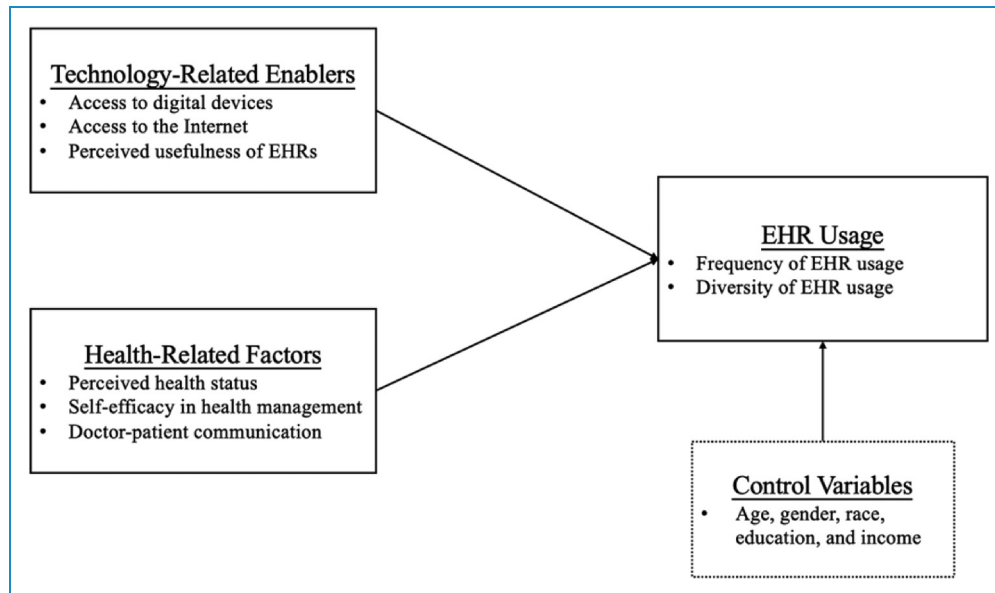 Technology-Related Enablers
• Access to digital devices
• Access to the Internet
• Perceived usefulness of EHRs
EHR Usage
• Frequency of EHR usage
• Diversity of EHR usage
Health-Related Factors
• Perceived health status
• Self-efficacy in health management
• Doctor-patient communication
Control Variables
• Age, gender, race,
education, and income